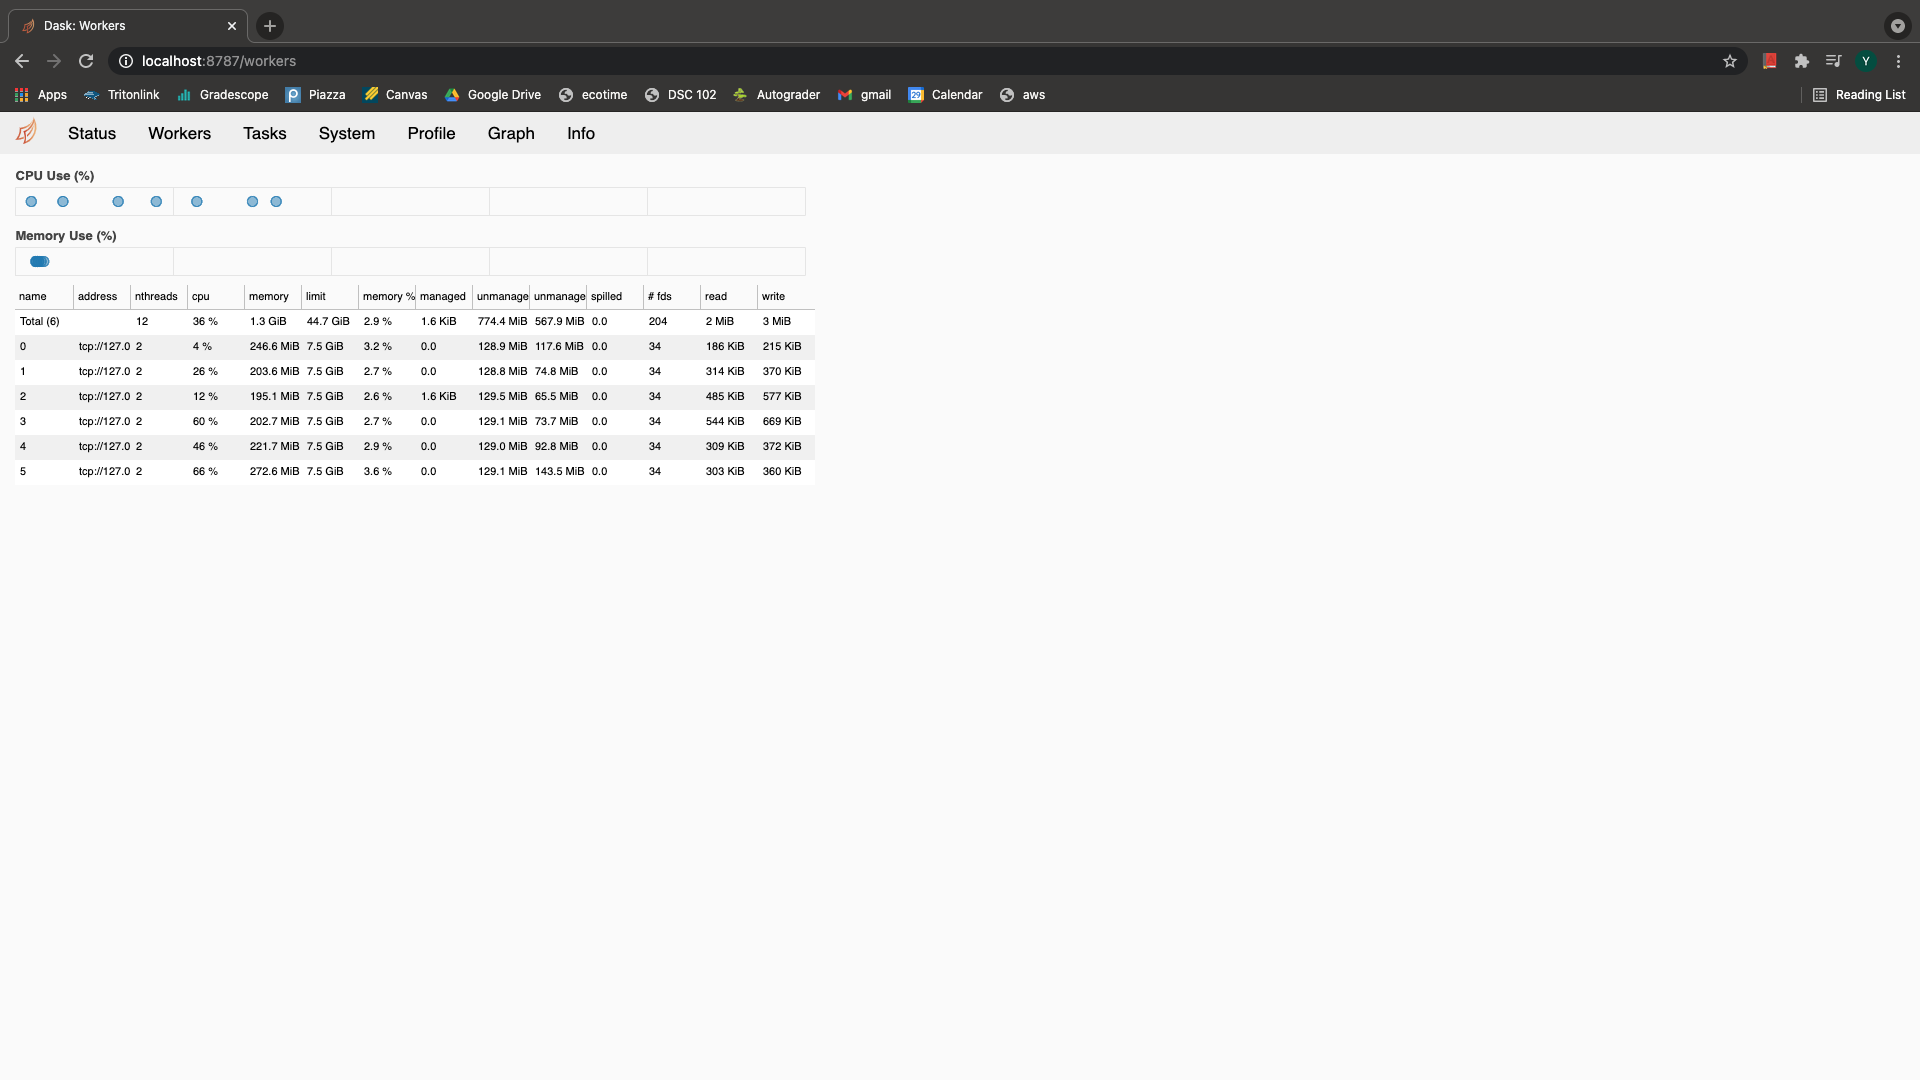 Dask: Workers
localhost:8787/workers
Y
Apps Tritonlink Gradescope Piazza Canvas Google Drive ecotime DSC 102 Autograder gmail 29 Calendar aws Reading List
Status Workers Tasks System Profile Graph Info
CPU Use (%)
Memory Use (%)
name address nthreads cpu memory limit memory % managed unmanage unmanage spilled # fds read write
Total (6) 12 36 % 1.3 GiB 44.7 GiB 2.9 % 1.6 KiB 774.4 MiB 567.9 MiB 0.0 204 2 MiB 3 MiB
0 tcp://127.0 2 4 % 246.6 MiB 7.5 GiB 3.2 % 0.0 128.9 MiB 117.6 MiB 0.0 34 186 KiB 215 KiB
1 tcp://127.0 2 26 % 203.6 MiB 7.5 GiB 2.7 % 0.0 128.8 MiB 74.8 MiB 0.0 34 314 KiB 370 KiB
2 tcp://127.0 2 12 % 195.1 MiB 7.5 GiB 2.6 % 1.6 KiB 129.5 MiB 65.5 MiB 0.0 34 485 KiB 577 KiB
3 tcp://127.0 2 60 % 202.7 MiB 7.5 GiB 2.7 % 0.0 129.1 MiB 73.7 MiB 0.0 34 544 KiB 669 KiB
4 tcp://127.0 2 46 % 221.7 MiB 7.5 GiB 2.9 % 0.0 129.0 MiB 92.8 MiB 0.0 34 309 KiB 372 KiB
5 tcp://127.0 2 66 % 272.6 MiB 7.5 GiB 3.6 % 0.0 129.1 MiB 143.5 MiB 0.0 34 303 KiB 360 KiB